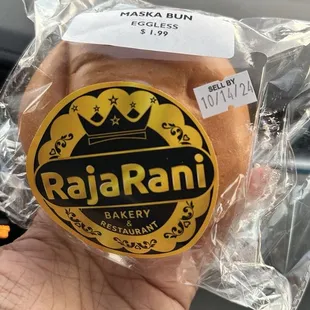 MASKA BUN
EGGLESS
$ 1.99
SELL BY
10/14/24
RajaRani
BAKERY
&
RESTAURANT